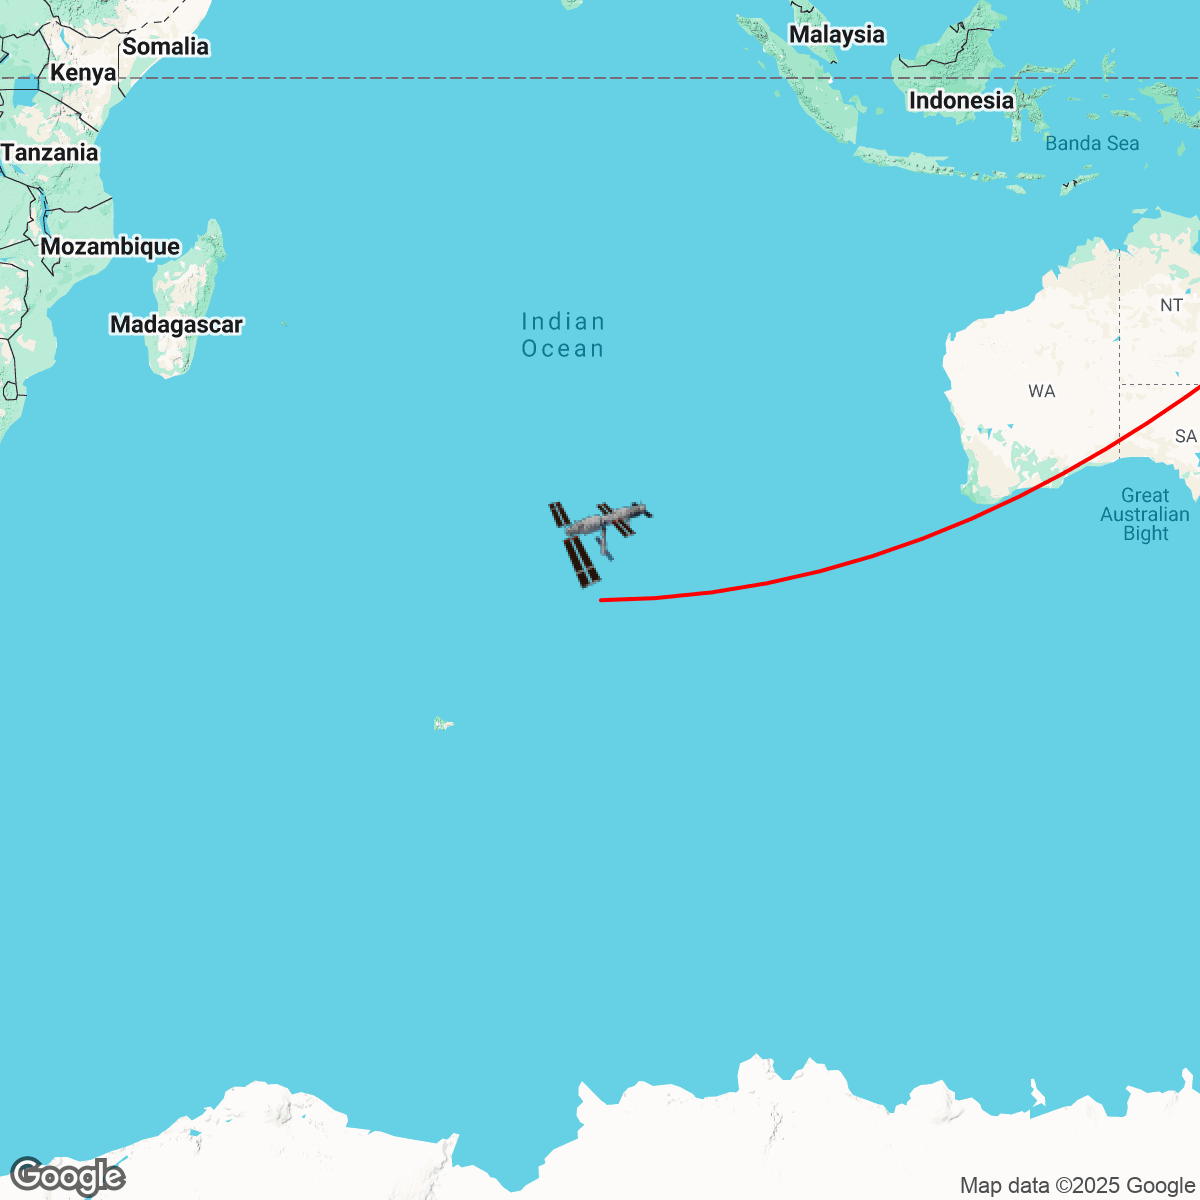 Somalia
Malaysia
Kenya
Indonesia
Banda Sea
Tanzania
Mozambique
NT
Madagascar
Indian
Ocean
WA
SA
Great
Australian
Bight
Google
Map data ©2025 Google